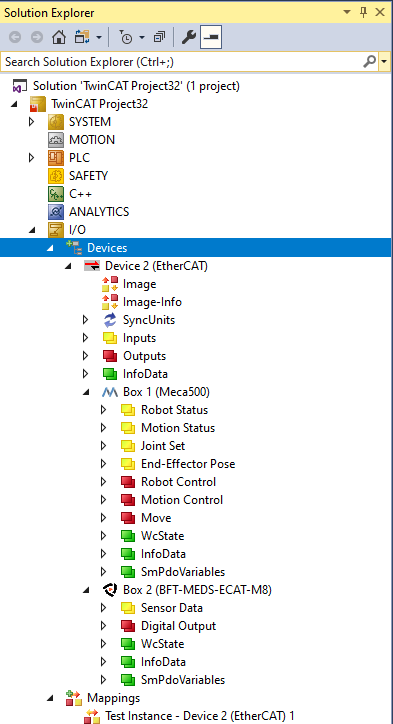 Solution Explorer
Search Solution Explorer (Ctrl+;)
Solution 'TwinCAT Project32' (1 project)
TwinCAT Project32
SYSTEM
MOTION
PLC
SAFETY
C++
ANALYTICS
I/O
Devices
Device 2 (EtherCAT)
Image
Image-Info
SyncUnits
Inputs
Outputs
InfoData
Box 1 (Meca500)
Robot Status
Motion Status
Joint Set
End-Effector Pose
Robot Control
Motion Control
Move
WcState
InfoData
SmPdoVariables
Box 2 (BFT-MEDS-ECAT-M8)
Sensor Data
Digital Output
WcState
InfoData
SmPdoVariables
Mappings
Test Instance - Device 2 (EtherCAT) 1